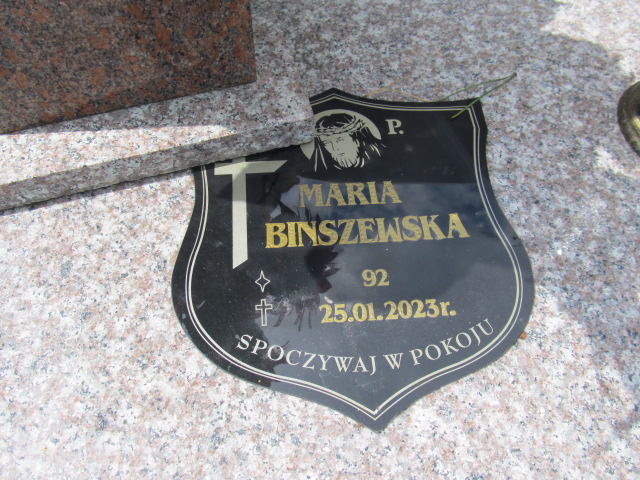 P.
MARIA
BINSZEWSKA
92
25.01.2023r.
SPOCZYWAJ W POKOJU